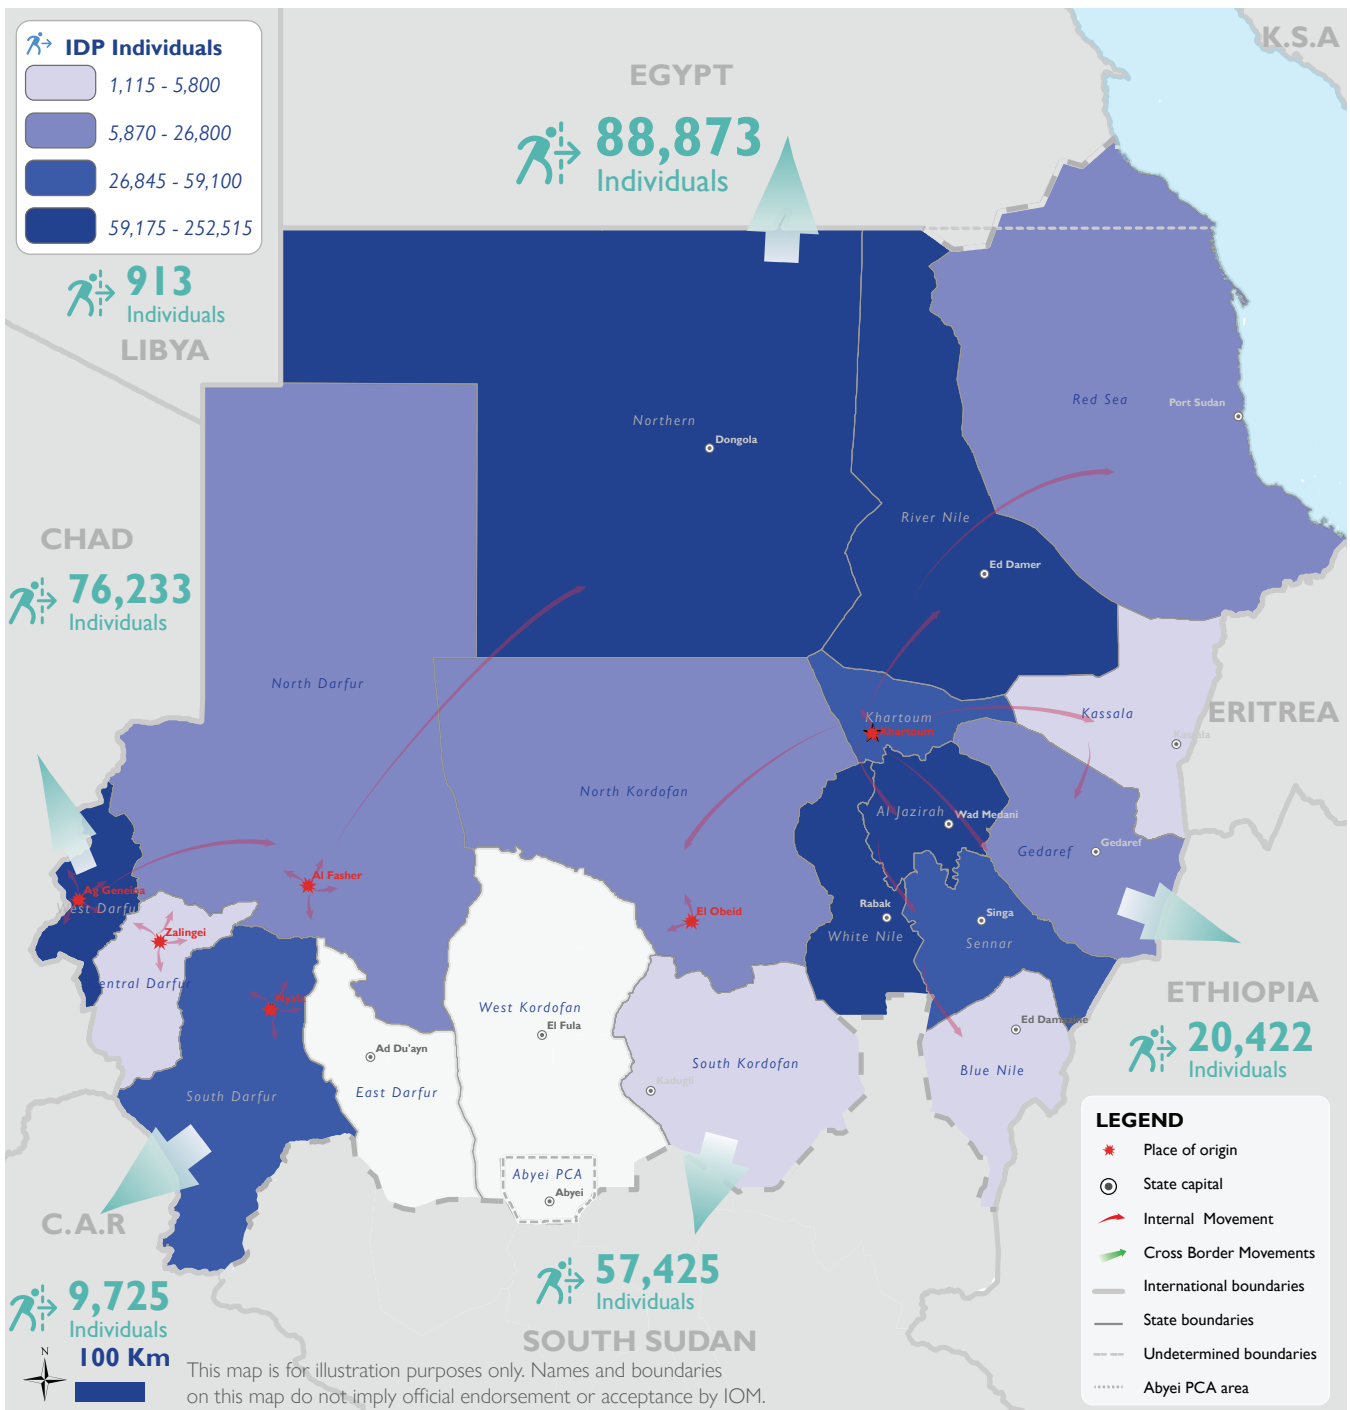 IDP Individuals
1,115 - 5,800
5,870 - 26,800
26,845 - 59,100
59,175 - 252,515
K.S.A
EGYPT
88,873
Individuals
913
Individuals
LIBYA
Northern
Dongola
Red Sea
Port Sudan
River Nile
Ed Damer
CHAD
76,233
Individuals
North Darfur
Khartoum
Khartoum
Kassala
Kassala
ERITREA
North Kordofan
Al Jazirah
Wad Medani
Gedaref
Gedaref
Al Fasher
Ag Geneina
West Darfur
Zalingei
El Obeid
Rabak
White Nile
Singa
Sennar
Central Darfur
Nyala
West Kordofan
El Fula
Ed Damazine
ETHIOPIA
20,422
Individuals
Ad Du'ayn
East Darfur
South Kordofan
Kadugli
Blue Nile
South Darfur
Abyei PCA
Abyei
C.A.R
9,725
Individuals
57,425
Individuals
SOUTH SUDAN
LEGEND
Place of origin
State capital
Internal Movement
Cross Border Movements
International boundaries
State boundaries
Undetermined boundaries
Abyei PCA area
N
100 Km
This map is for illustration purposes only. Names and boundaries
on this map do not imply official endorsement or acceptance by IOM.